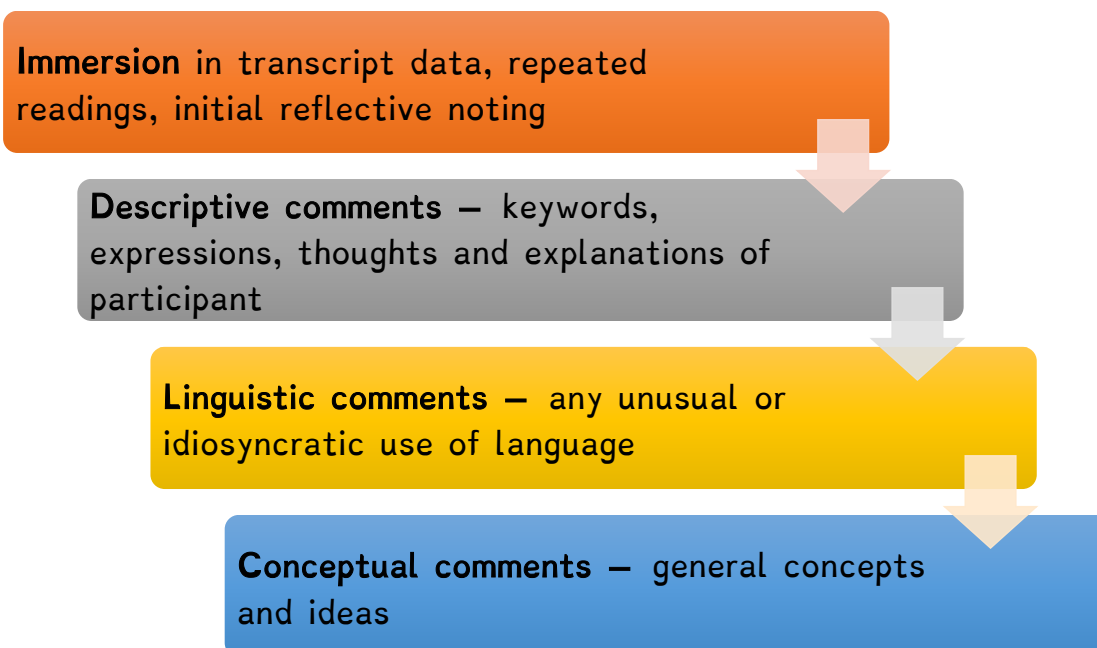 Immersion in transcript data, repeated
readings, initial reflective noting
Descriptive comments – keywords,
expressions, thoughts and explanations of
participant
Linguistic comments – any unusual or
idiosyncratic use of language
Conceptual comments – general concepts
and ideas